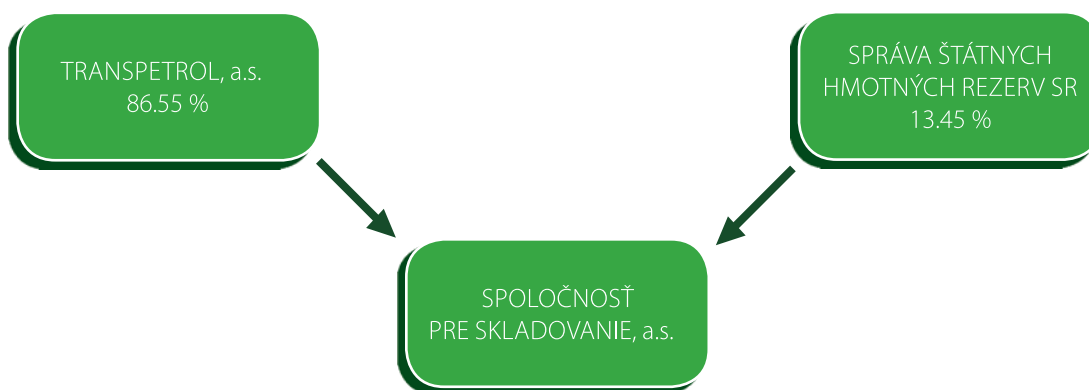 TRANSPETROL, a.s.
86.55 %
SPRÁVA ŠTÁTNYCH
HMOTNÝCH REZERV SR
13.45 %
SPOLOČNOSŤ
PRE SKLADOVANIE, a.s.